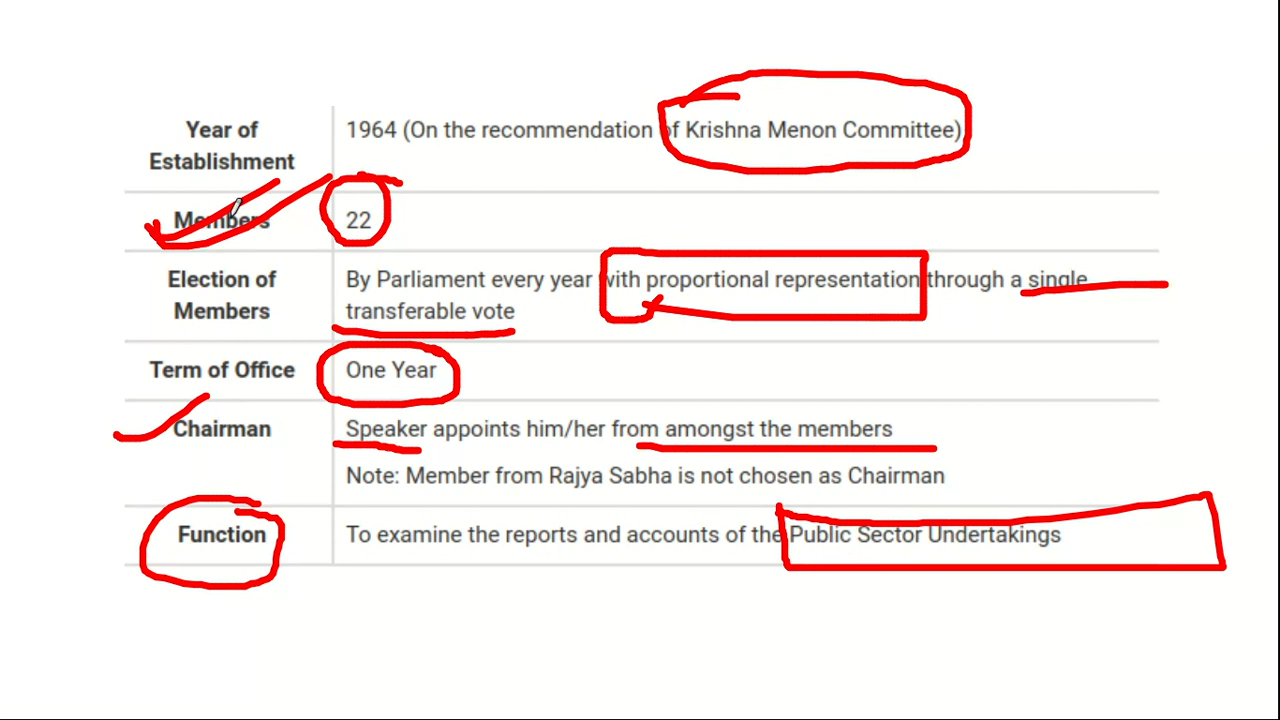 Year of Establishment
1964 (On the recommendation of Krishna Menon Committee)
Members
22
Election of Members
By Parliament every year with proportional representation through a single
transferable vote
Term of Office
One Year
Chairman
Speaker appoints him/her from amongst the members
Note: Member from Rajya Sabha is not chosen as Chairman
Function
To examine the reports and accounts of the Public Sector Undertakings